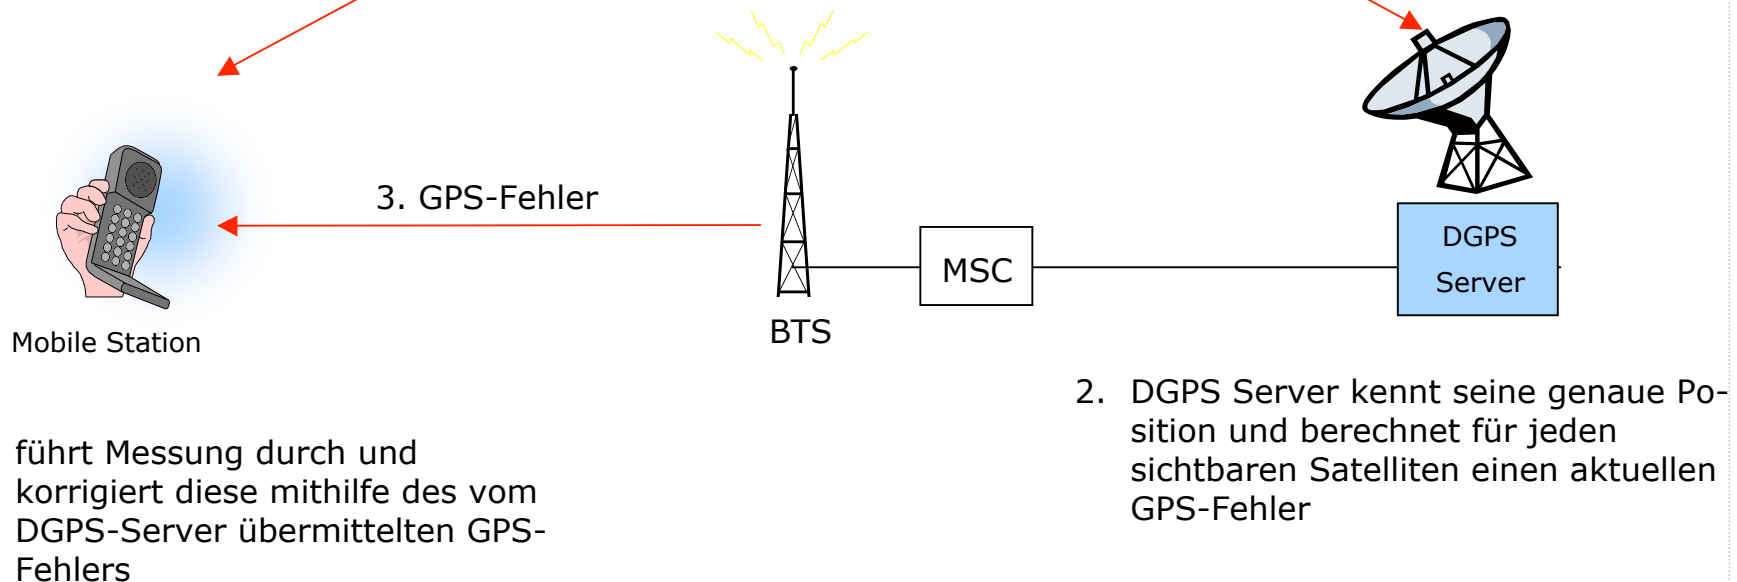 3. GPS-Fehler
DGPS
Server
MSC
BTS
Mobile Station
2. DGPS Server kennt seine genaue Po-
sition und berechnet für jeden
sichtbaren Satelliten einen aktuellen
GPS-Fehler
führt Messung durch und
korrigiert diese mithilfe des vom
DGPS-Server übermittelten GPS-
Fehlers